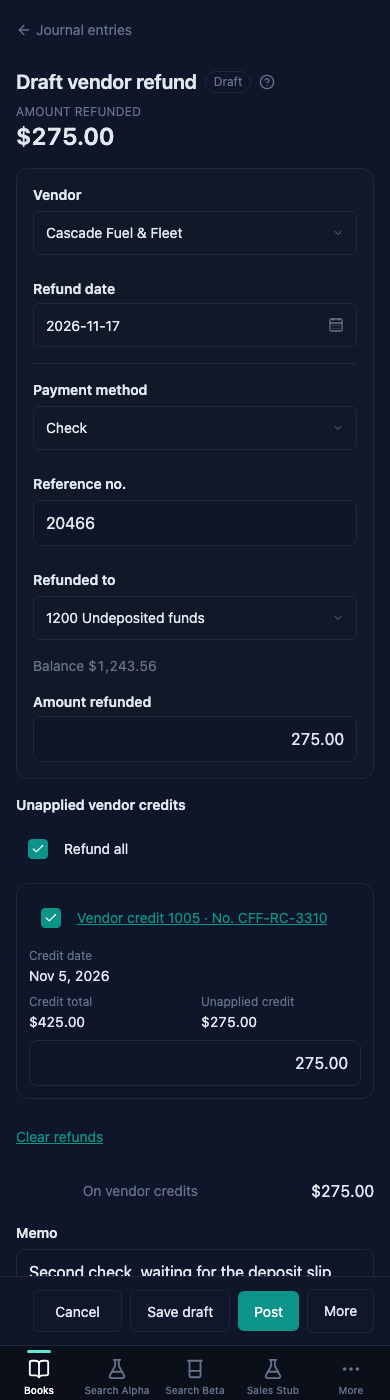 Journal entries
Draft vendor refund Draft
AMOUNT REFUNDED
$275.00
Vendor
Cascade Fuel & Fleet
Refund date
2026-11-17
Payment method
Check
Reference no.
20466
Refunded to
1200 Undeposited funds
Balance $1,243.56
Amount refunded
275.00
Unapplied vendor credits
Refund all
Vendor credit 1005 · No. CFF-RC-3310
Credit date
Nov 5, 2026
Credit total Unapplied credit
$425.00 $275.00
275.00
Clear refunds
On vendor credits $275.00
Memo
Second check, waiting for the deposit slip
Cancel Save draft Post More
Books Search Alpha Search Beta Sales Stub More